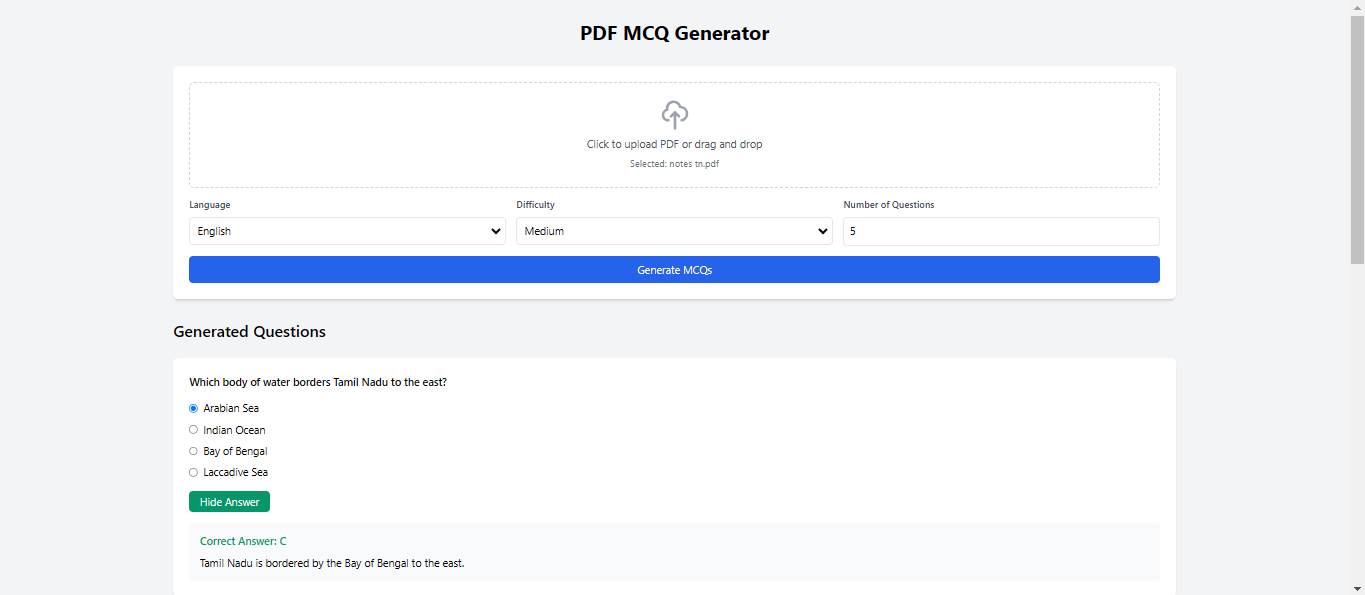 PDF MCQ Generator
Click to upload PDF or drag and drop
Selected: notes tn.pdf
Language
Difficulty
Number of Questions
English
Medium
5
Generate MCQs
Generated Questions
Which body of water borders Tamil Nadu to the east?
Arabian Sea
Indian Ocean
Bay of Bengal
Laccadive Sea
Hide Answer
Correct Answer: C
Tamil Nadu is bordered by the Bay of Bengal to the east.